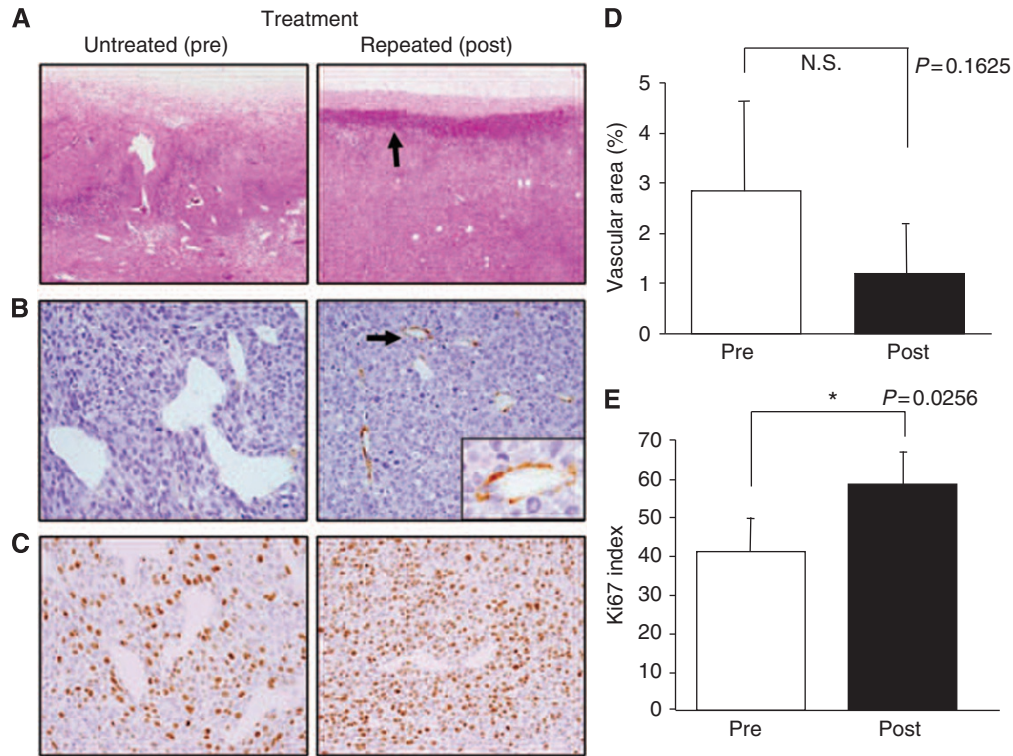 A
Treatment
Untreated (pre)
Repeated (post)
B
C
D
N.S.
P=0.1625
Vascular area (%)
5
4
3
2
1
0
Pre
Post
E
*
P=0.0256
Ki67 index
70
60
50
40
30
20
10
0
Pre
Post